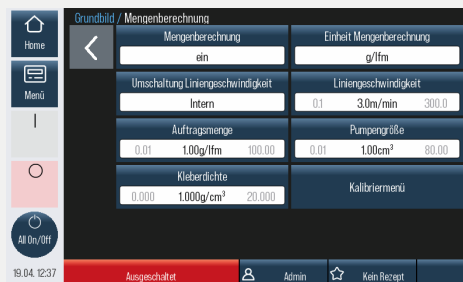 Grundbild / Mengenberechnung
Home
Menü
All On/Off
19.04. 12:37
Mengenberechnung
ein
Einheit Mengenberechnung
g/lfm
Umschaltung Liniengeschwindigkeit
Intern
Liniengeschwindigkeit
0.1 3.0m/min 300.0
Auftragsmenge
0.01 1.00g/lfm 100.00
Pumpengröße
0.01 1.00cm³ 80.00
Kleberdichte
0.000 1.000g/cm³ 20.000
Kalibriermenü
Ausgeschaltet
Admin
Kein Rezept